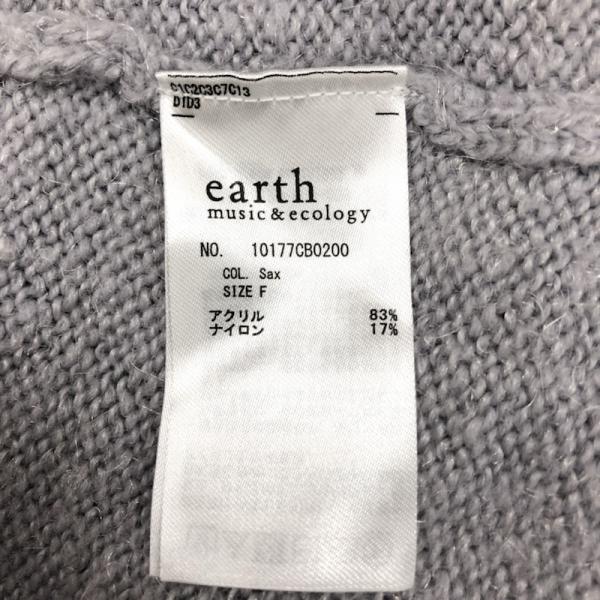 C1C2C3C7C13
D1D3
earth
music&ecology
NO. 10177CB0200
COL. Sax
SIZE F
アクリル 83%
ナイロン 17%